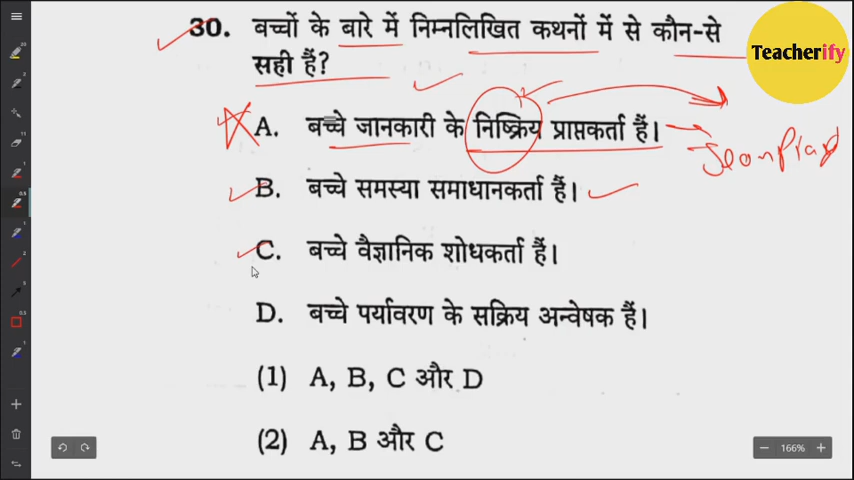 30. बच्चों के बारे में निम्नलिखित कथनों में से कौन-से
सही हैं?
Teacherify
A. बच्चे जानकारी के निष्क्रिय प्राप्तकर्ता हैं।
B. बच्चे समस्या समाधानकर्ता हैं।
C. बच्चे वैज्ञानिक शोधकर्ता हैं।
D. बच्चे पर्यावरण के सक्रिय अन्वेषक हैं।
(1) A, B, C और D
(2) A, B और C
166%